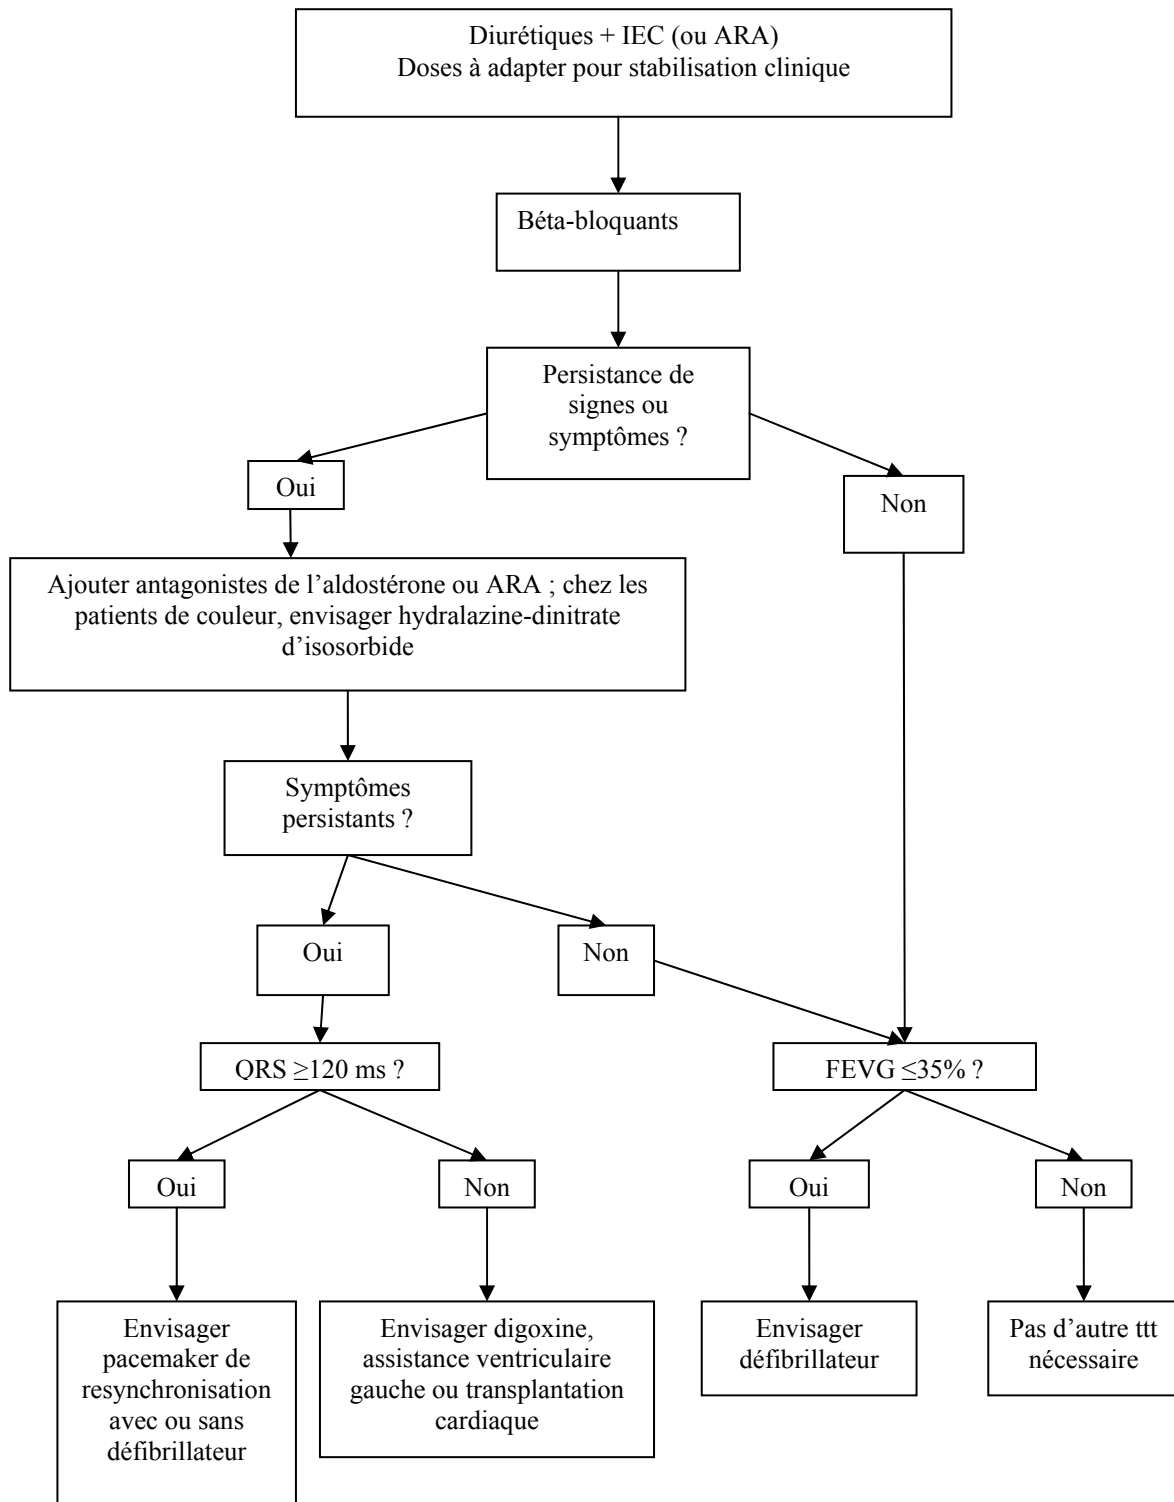 Diurétiques + IEC (ou ARA)
Doses à adapter pour stabilisation clinique
Béta-bloquants
Persistance de
signes ou
symptômes ?
Oui
Non
Ajouter antagonistes de l’aldostérone ou ARA ; chez les
patients de couleur, envisager hydralazine-dinitrate
d’isosorbide
Symptômes
persistants ?
Oui
Non
QRS ≥120 ms ?
FEVG ≤35% ?
Oui
Non
Oui
Non
Envisager
pacemaker de
resynchronisation
avec ou sans
défibrillateur
Envisager digoxine,
assistance ventriculaire
gauche ou transplantation
cardiaque
Envisager
défibrillateur
Pas d’autre ttt
nécessaire